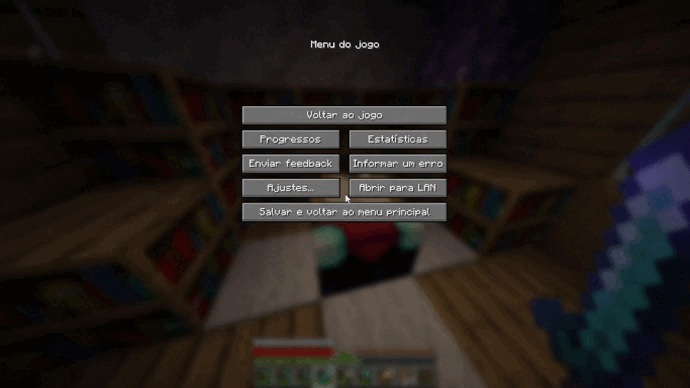 Menu do jogo
Voltar ao jogo
Progressos
Estatísticas
Enviar feedback
Informar um erro
Ajustes...
Abrir para LAN
Salvar e voltar ao menu principal